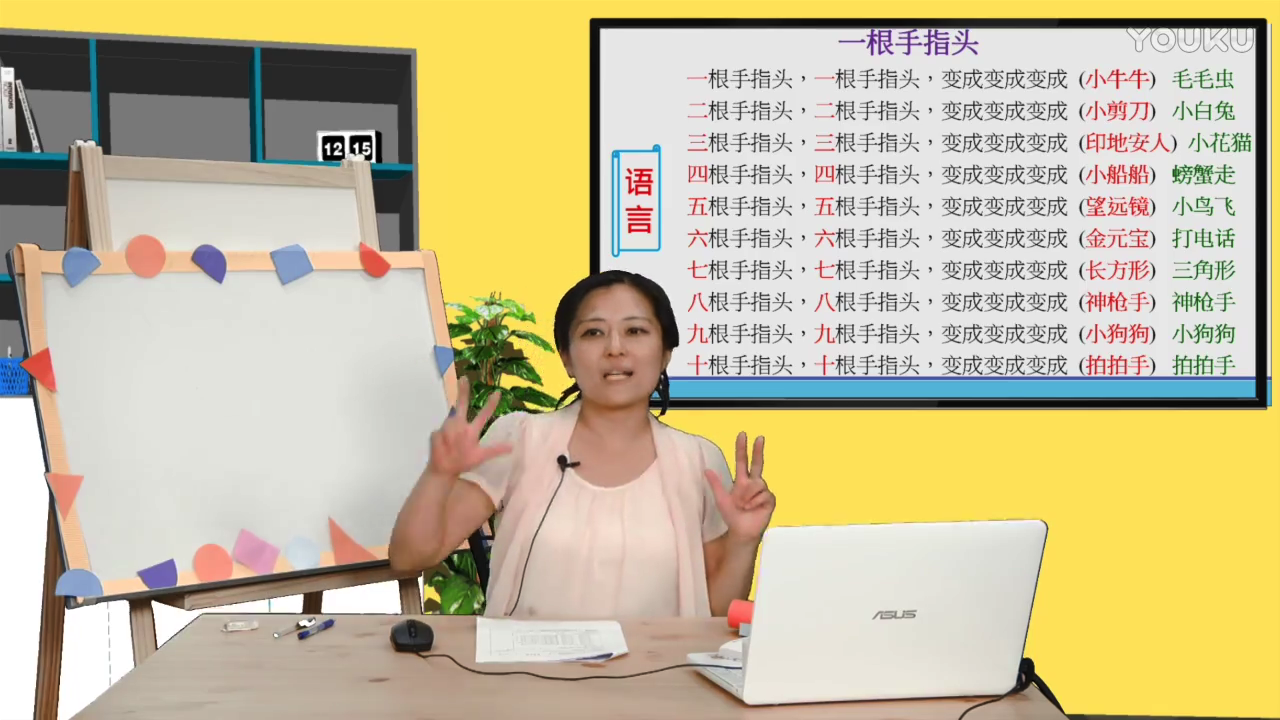 YOUKU
一根手指头
一根手指头，一根手指头，变成变成变成 (小牛牛) 毛毛虫
二根手指头，二根手指头，变成变成变成 (小剪刀) 小白兔
三根手指头，三根手指头，变成变成变成 (印地安人) 小花猫
四根手指头，四根手指头，变成变成变成 (小船船) 螃蟹走
五根手指头，五根手指头，变成变成变成 (望远镜) 小鸟飞
六根手指头，六根手指头，变成变成变成 (金元宝) 打电话
七根手指头，七根手指头，变成变成变成 (长方形) 三角形
八根手指头，八根手指头，变成变成变成 (神枪手) 神枪手
九根手指头，九根手指头，变成变成变成 (小狗狗) 小狗狗
十根手指头，十根手指头，变成变成变成 (拍拍手) 拍拍手
语
言
12 15
ASUS